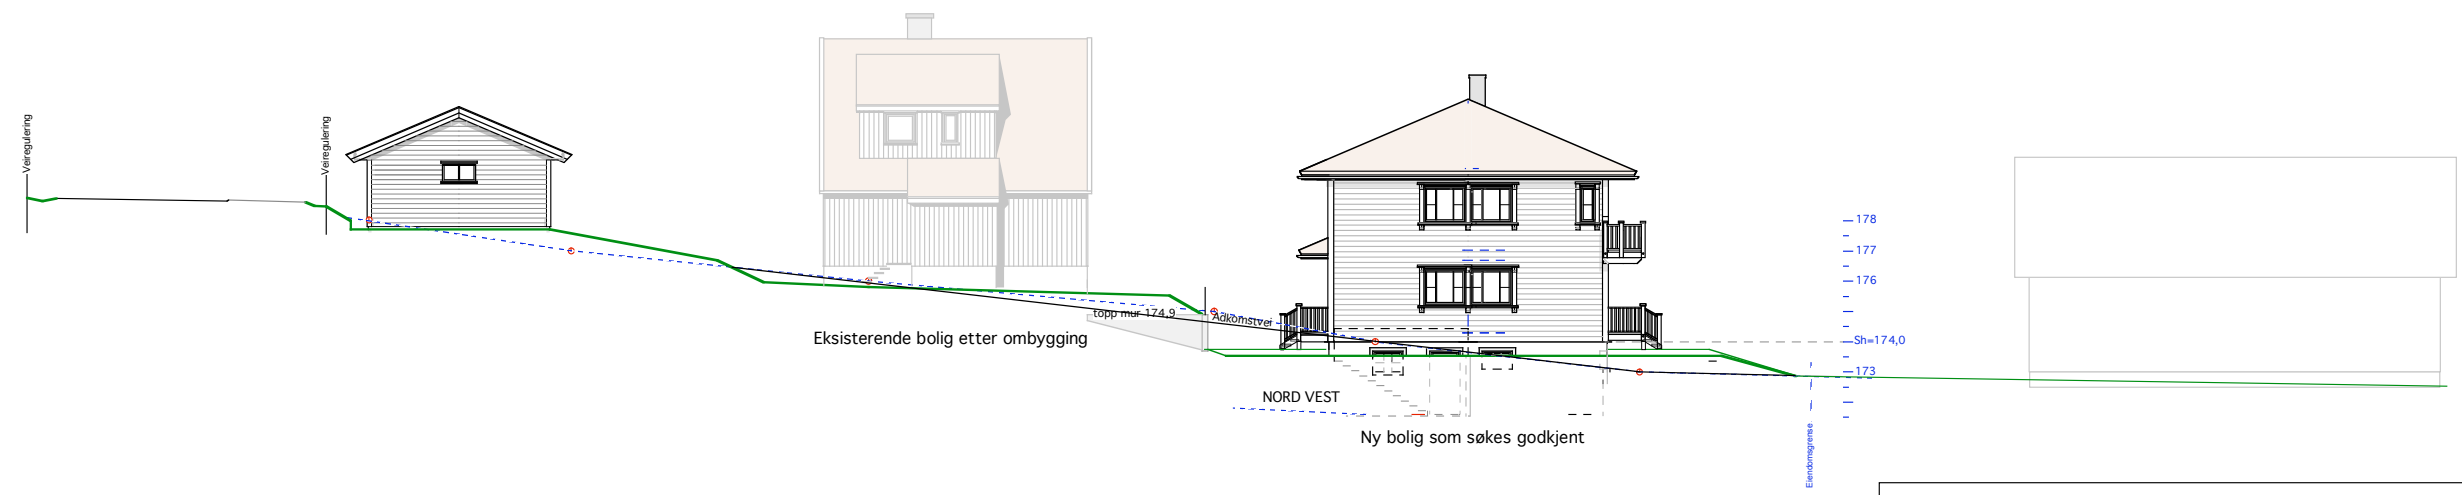 Veiregulering
Veiregulering
178
177
176
topp mur 174,9
Adkomstvei
Eksisterende bolig etter ombygging
Sh=174,0
173
NORD VEST
Ny bolig som søkes godkjent
Eiendomsgrense